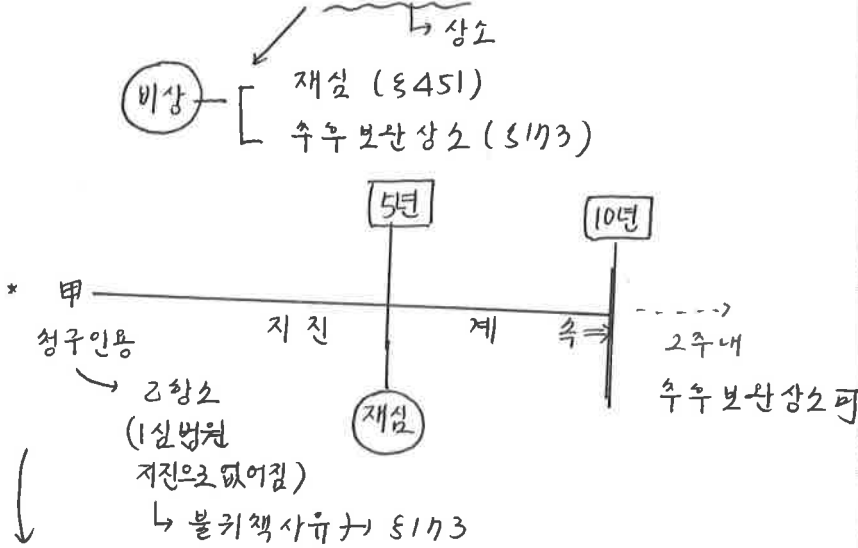 ↳ 상소
비상 재심 (§451)
추후보완상소 (§173)
5년 10년
* 甲 지진 계속 ⇒ ----->
청구인용 2주내
추후보완상소 可
乙항소
(1심법원
지진으로 없어짐)
재심
↳ 불귀책사유 → §173